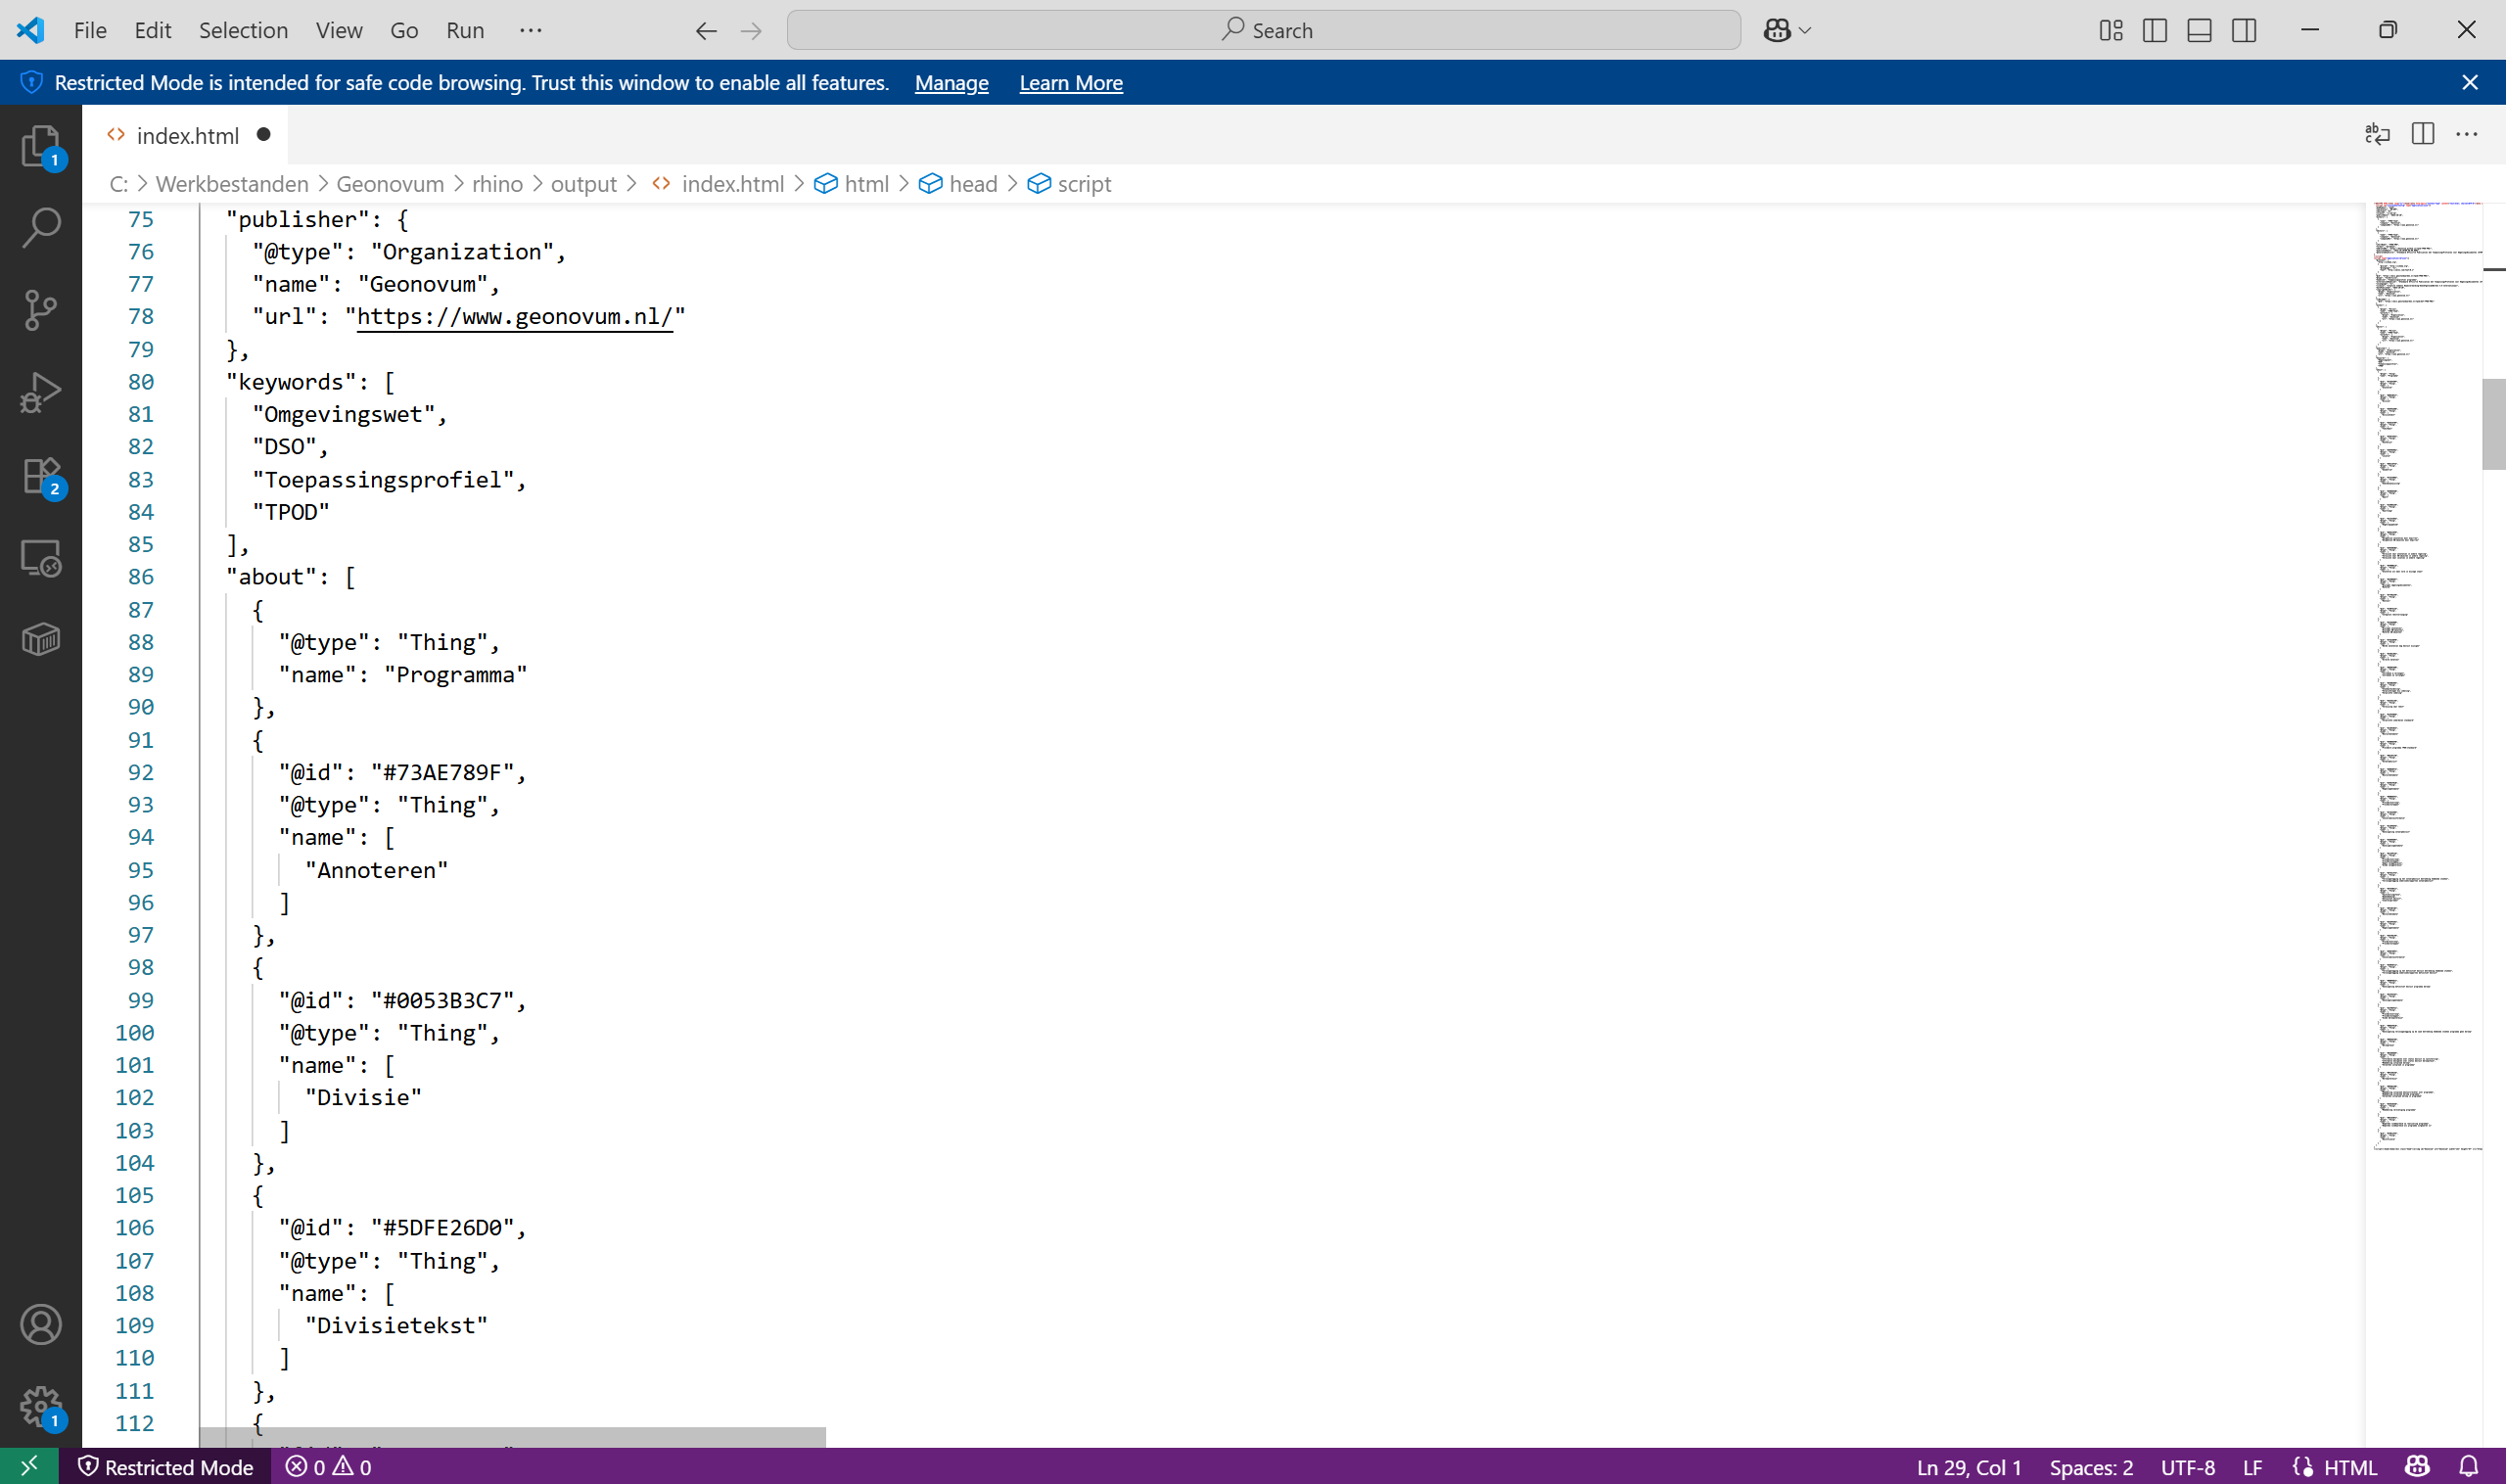 File Edit Selection View Go Run ··· Search
Restricted Mode is intended for safe code browsing. Trust this window to enable all features. Manage Learn More
index.html
C: > Werkbestanden > Geonovum > rhino > output > index.html > html > head > script
75 "publisher": {
76 "@type": "Organization",
77 "name": "Geonovum",
78 "url": "https://www.geonovum.nl/"
79 },
80 "keywords": [
81 "Omgevingswet",
82 "DSO",
83 "Toepassingsprofiel",
84 "TPOD"
85 ],
86 "about": [
87 {
88 "@type": "Thing",
89 "name": "Programma"
90 },
91 {
92 "@id": "#73AE789F",
93 "@type": "Thing",
94 "name": [
95 "Annoteren"
96 ]
97 },
98 {
99 "@id": "#0053B3C7",
100 "@type": "Thing",
101 "name": [
102 "Divisie"
103 ]
104 },
105 {
106 "@id": "#5DFE26D0",
107 "@type": "Thing",
108 "name": [
109 "Divisietekst"
110 ]
111 },
112 {
1
2
1
Restricted Mode 0 0 Ln 29, Col 1 Spaces: 2 UTF-8 LF HTML